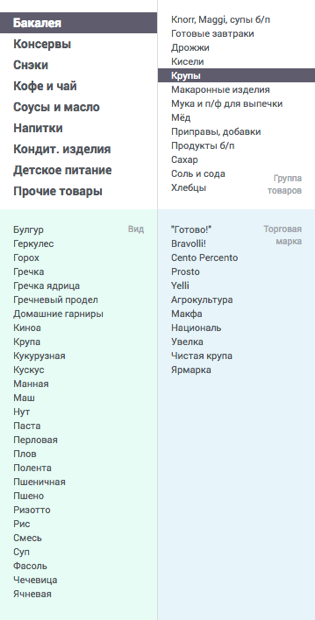 Бакалея
Консервы
Снэки
Кофе и чай
Соусы и масло
Напитки
Кондит. изделия
Детское питание
Прочие товары
Кnorr, Maggi, супы б/п
Готовые завтраки
Дрожжи
Кисели
Крупы
Макаронные изделия
Мука и п/ф для выпечки
Мёд
Приправы, добавки
Продукты б/п
Сахар
Соль и сода
Хлебцы
Группа
товаров
Булгур
Геркулес
Горох
Гречка
Гречка ядрица
Гречневый продел
Домашние гарниры
Киноа
Крупа
Кукурузная
Кускус
Манная
Маш
Нут
Паста
Перловая
Плов
Полента
Пшеничная
Пшено
Ризотто
Рис
Смесь
Суп
Фасоль
Чечевица
Ячневая
Вид
"Готово!"
Bravolli!
Cento Percento
Prosto
Yelli
Агрокультура
Макфа
Националь
Увелка
Чистая крупа
Ярмарка
Торговая
марка